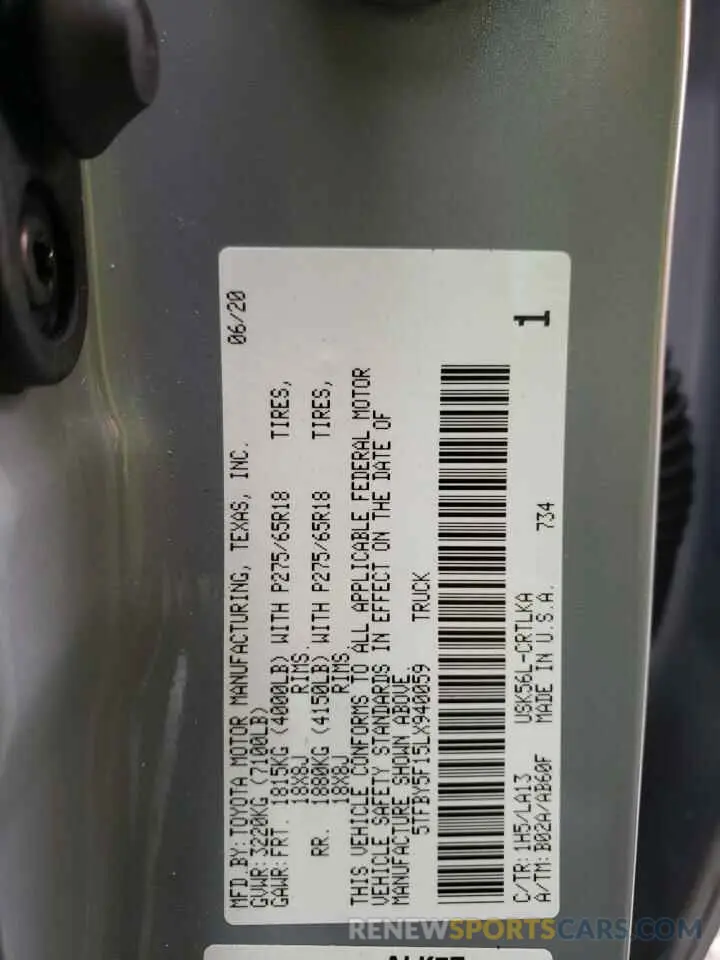 MFD.BY:TOYOTA MOTOR MANUFACTURING, TEXAS, INC. 06/20
GVWR:3220KG (7100LB)
GAWR:FRT. 1815KG (4000LB) WITH P275/65R18 TIRES,
18X8J RIMS.
RR. 1880KG (4150LB) WITH P275/65R18 TIRES,
18X8J RIMS.
THIS VEHICLE CONFORMS TO ALL APPLICABLE FEDERAL MOTOR
VEHICLE SAFETY STANDARDS IN EFFECT ON THE DATE OF
MANUFACTURE SHOWN ABOVE.
5TFBY5F15LX940059 TRUCK
C/TR:1H5/LA13 USK56L-CRTLKA 1
A/TM:B02A/AB60F MADE IN U.S.A. 734
RENEWSPORTSCARS.COM